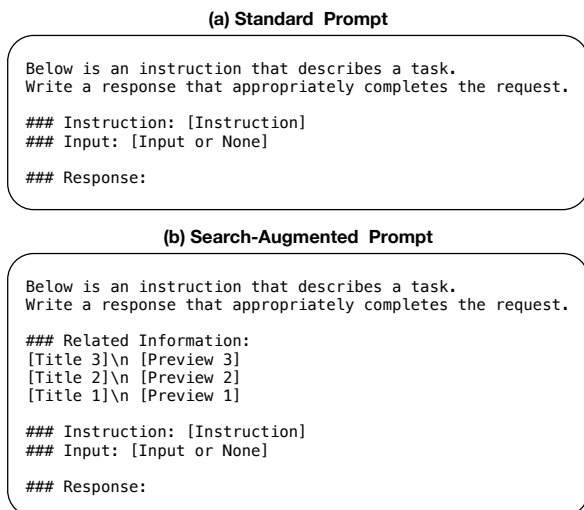 (a) Standard Prompt
Below is an instruction that describes a task.
Write a response that appropriately completes the request.
### Instruction: [Instruction]
### Input: [Input or None]
### Response:
(b) Search-Augmented Prompt
Below is an instruction that describes a task.
Write a response that appropriately completes the request.
### Related Information:
[Title 3]\n [Preview 3]
[Title 2]\n [Preview 2]
[Title 1]\n [Preview 1]
### Instruction: [Instruction]
### Input: [Input or None]
### Response: